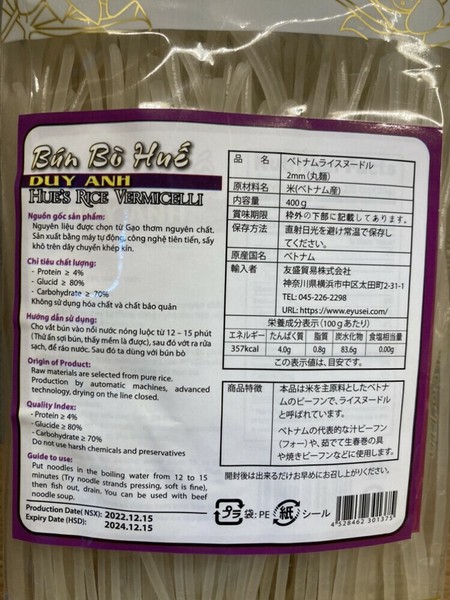 Bún Bò Huế
DUY ANH
HUE'S RICE VERMICELLI
Nguồn gốc sản phẩm:
Nguyên liệu được chọn từ Gạo thơm nguyên chất.
Sản xuất bằng máy tự động, công nghệ tiên tiến, sấy
khô trên dây chuyền khép kín.
Chỉ tiêu chất lượng:
- Protein ≥ 4%
- Glucid ≥ 80%
- Carbohydrate ≥ 70%
Không sử dụng hóa chất và chất bảo quản
Hướng dẫn sử dụng:
Cho vắt bún vào nồi nước nóng luộc từ 12 – 15 phút
(Thử ấn sợi bún, thấy mềm là được), sau đó vớt ra rửa
sạch, để ráo nước. Sau đó ta dùng với bún bò
Origin of Product:
Raw materials are selected from pure rice.
Production by automatic machines, advanced
technology, drying on the line closed.
Quality Index:
- Protein ≥ 4%
- Glucide ≥ 80%
- Carbohydrate ≥ 70%
Do not use harsh chemicals and preservatives
Guide to use:
Put noodles in the boiling water from 12 to 15
minutes (Try noodle strands pressing, soft is fine),
then fish out, drain. You can be used with beef
noodle soup.
Production Date( NSX): 2022.12.15
Expiry Date (HSD): 2024.12.15
品 名 ベトナムライスヌードル
2mm(丸麺)
原材料名 米(ベトナム産)
内容量 400g
賞味期限 枠外の下部に記載してあります。
保存方法 直射日光を避け常温で保存し
てください。
原産国名 ベトナム
輸入者 友盛貿易株式会社
神奈川県横浜市中区太田町2-31-1
TEL: 045-226-2298
URL: https://www.eyusei.com/
栄養成分表示(100gあたり)
エネルギー たんぱく質 脂質 炭水化物 食塩相当量
357kcal 4.0g 0.8g 83.6g 0.00g
この表示値は、目安です。
商品特徴 本品は米を主原料としたベトナ
ムのビーフンで、ライスヌードル
と呼ばれています。
ベトナムの代表的な汁ビーフン
(フォー)や、茹でて生春巻の具
や焼きビーフンなどに使用します。
開封後は出来るだけお早めにお召し上がりください。
プラ 袋:PE 紙 シール
4 528462 301375